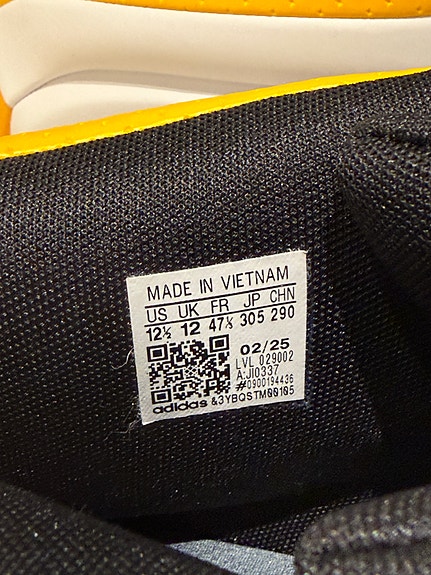 MADE IN VIETNAM
US UK FR JP CHN
12½ 12 47⅓ 305 290
02/25
LVL 029002
A:JI0337
#0900194436
adidas &3YBQSTM00105